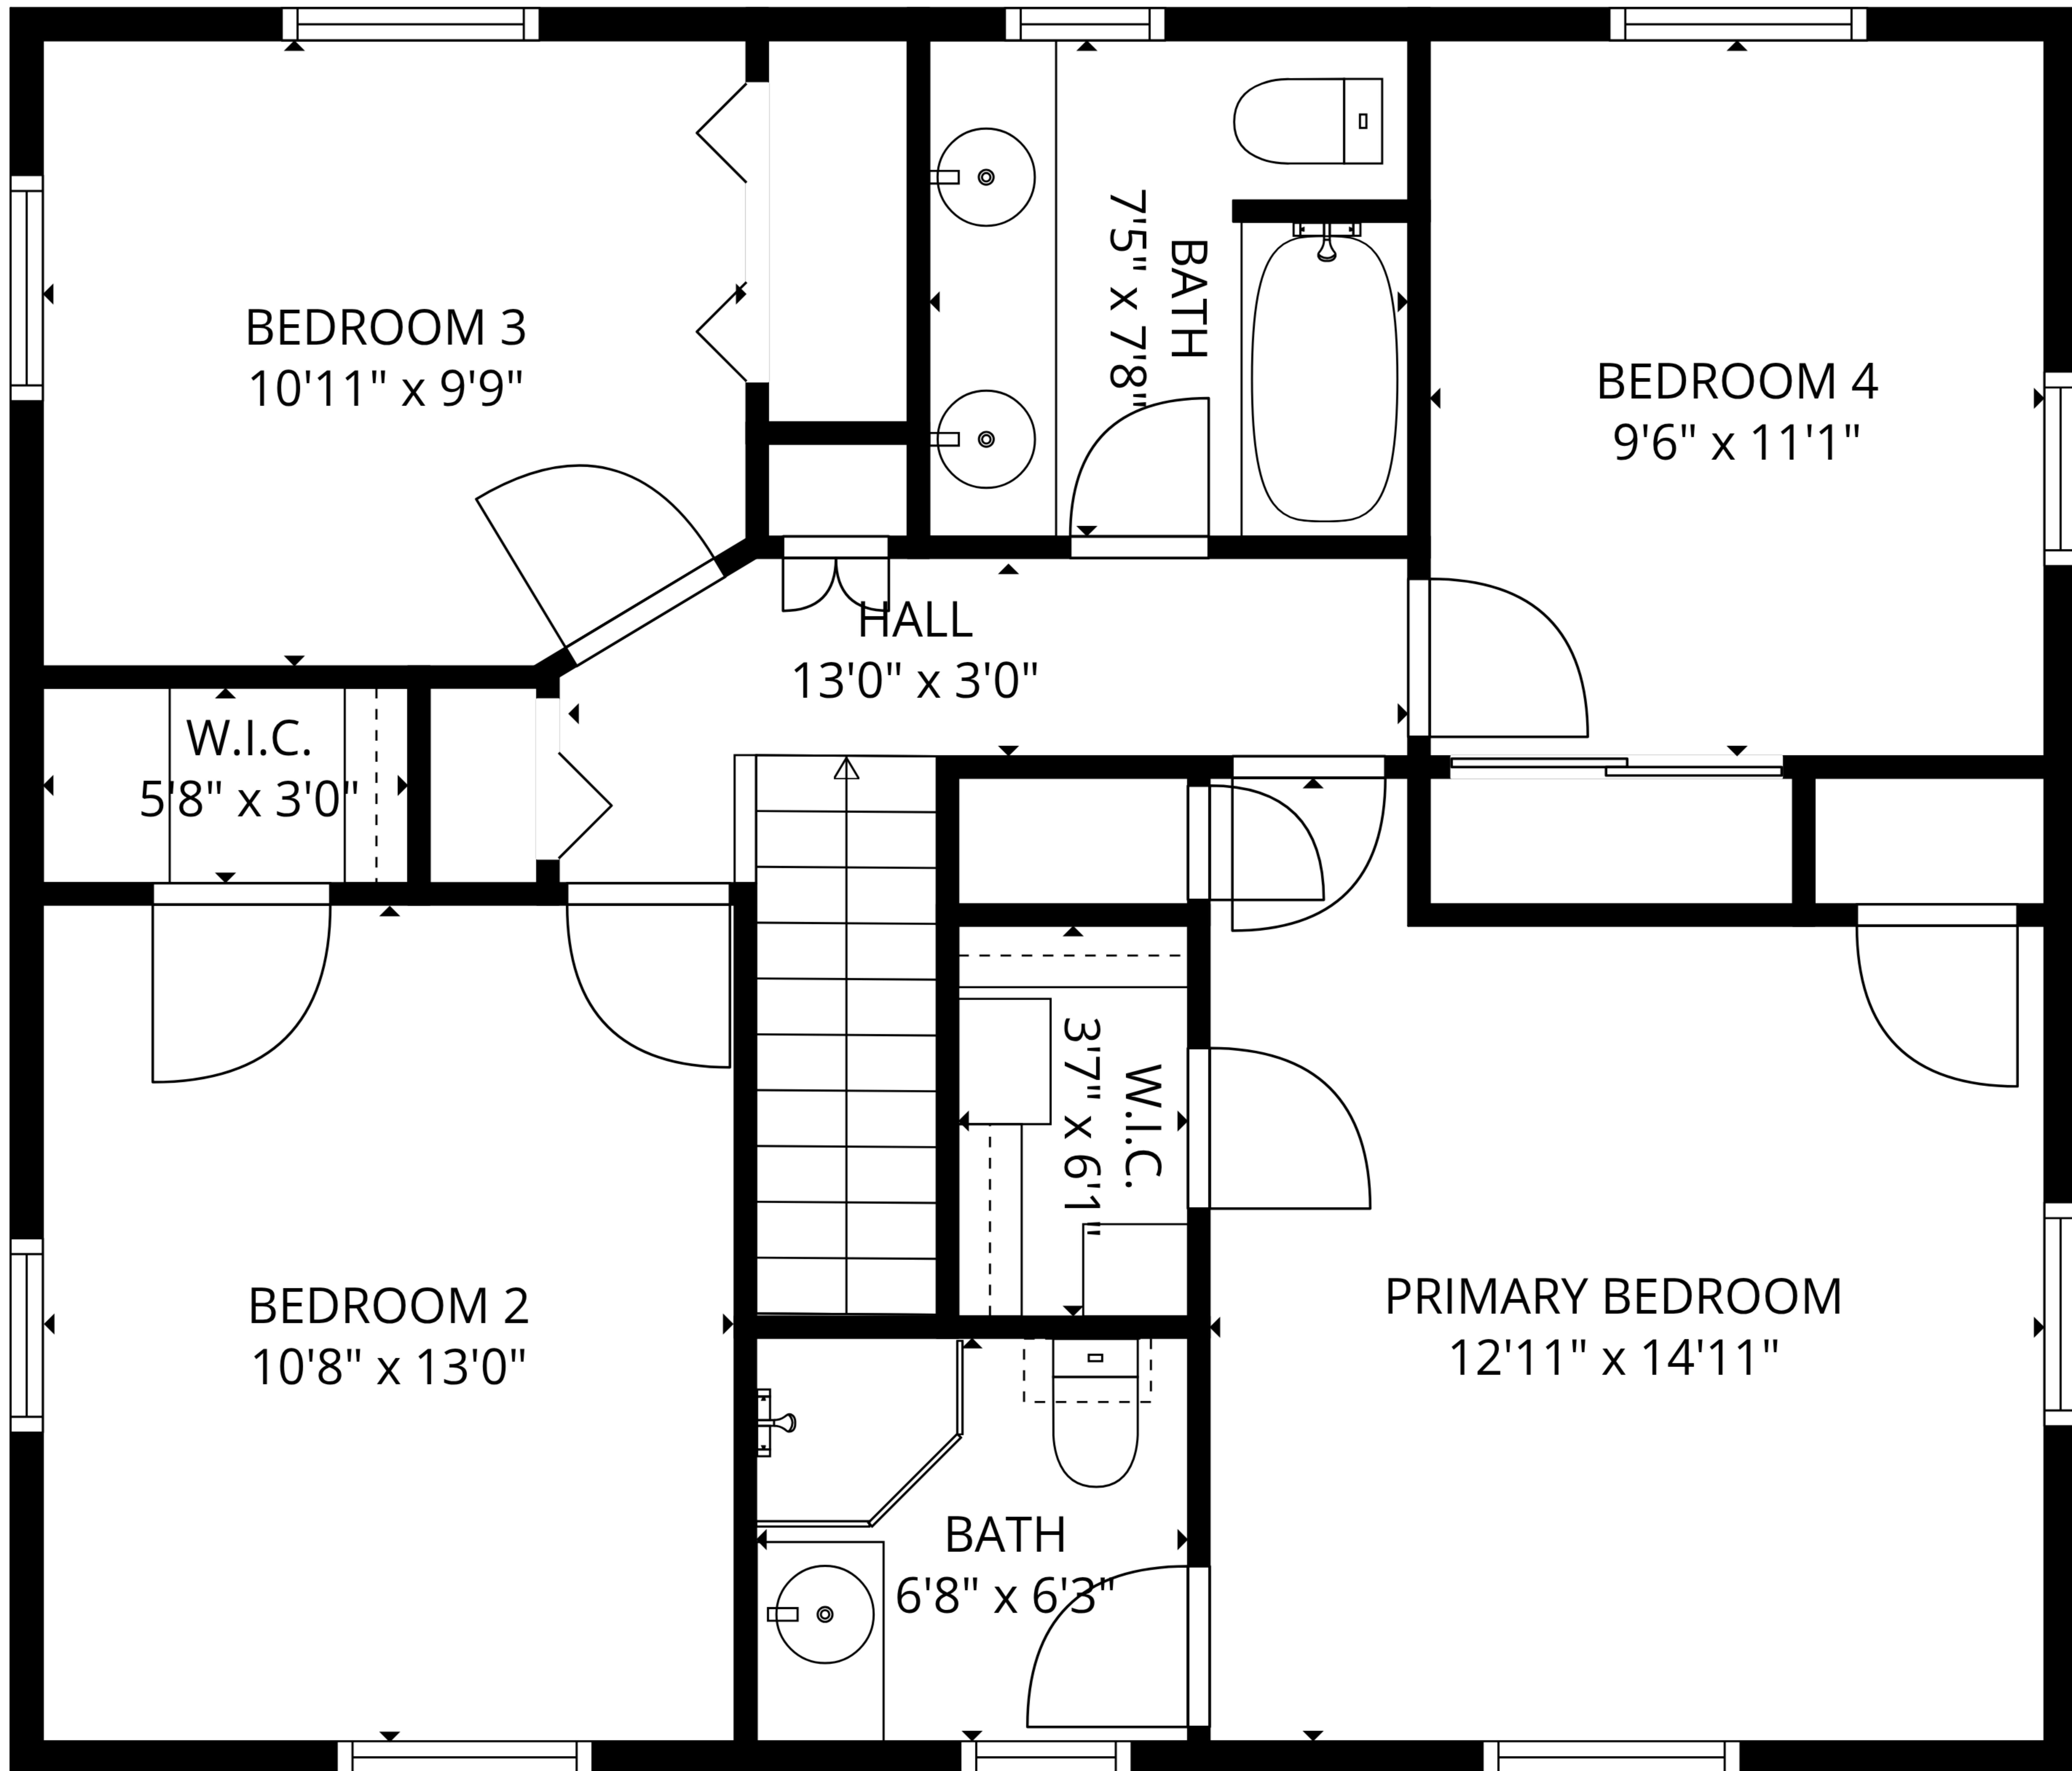 BEDROOM 3
10'11" x 9'9"
BATH
7'5" x 7'8"
BEDROOM 4
9'6" x 11'1"
HALL
13'0" x 3'0"
W.I.C.
5'8" x 3'0"
W.I.C.
3'7" x 6'1"
BEDROOM 2
10'8" x 13'0"
PRIMARY BEDROOM
12'11" x 14'11"
BATH
6'8" x 6'3"